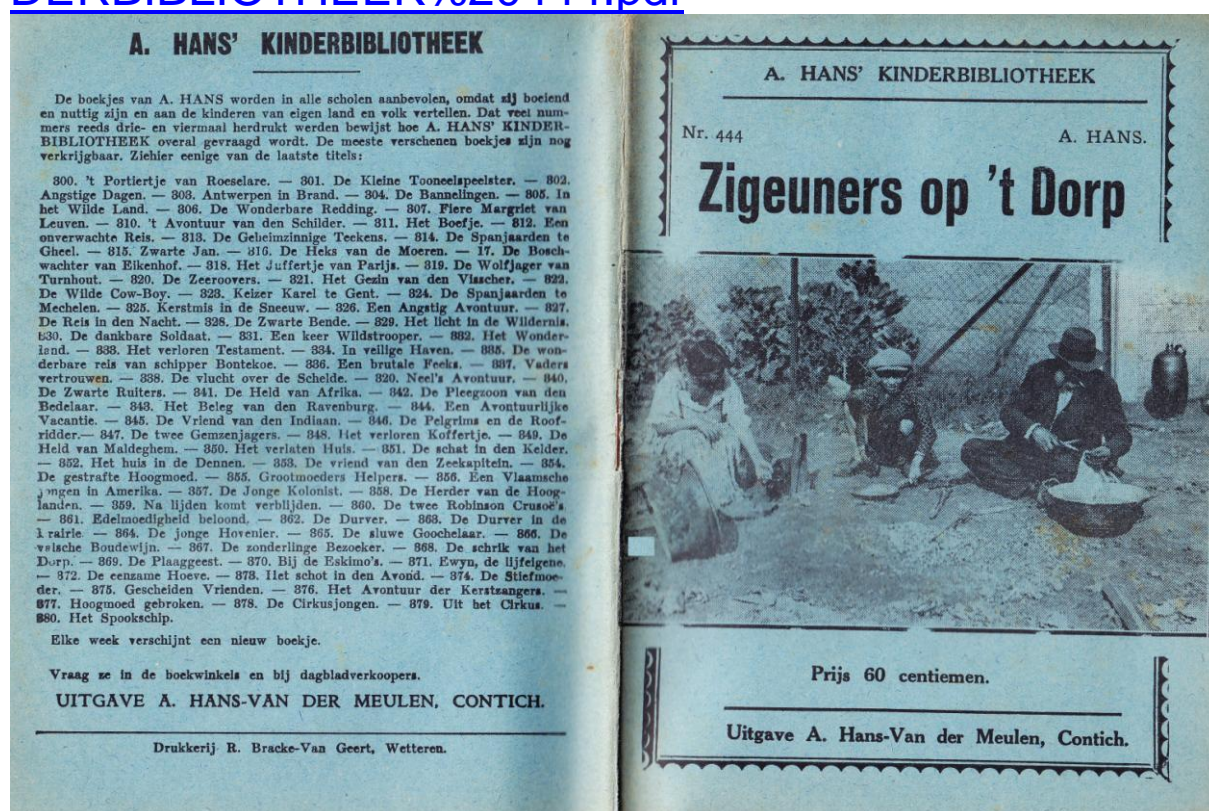 A. HANS' KINDERBIBLIOTHEEK
De boekjes van A. HANS worden in alle scholen aanbevolen, omdat zij boeiend
en nuttig zijn en aan de kinderen van eigen land en volk vertellen. Dat veel num-
mers reeds drie- en viermaal herdrukt werden bewijst hoe A. HANS' KINDER-
BIBLIOTHEEK overal gevraagd wordt. De meeste verschenen boekjes zijn nog
verkrijgbaar. Ziehier eenige van de laatste titels:
300. 't Portiertje van Roeselare. — 301. De Kleine Tooneelspeelster. — 302.
Angstige Dagen. — 303. Antwerpen in Brand. — 304. De Bannelingen. — 305. In
het Wilde Land. — 306. De Wonderbare Redding. — 307. Fiere Margriet van
Leuven. — 310. 't Avontuur van den Schilder. — 311. Het Boefje. — 312. Een
onverwachte Reis. — 313. De Geheimzinnige Teekens. — 314. De Spanjaarden te
Gheel. — 315. Zwarte Jan. — 316. De Heks van de Moeren. — 17. De Bosch-
wachter van Eikenhof. — 318. Het Juffertje van Parijs. — 319. De Wolfjager van
Turnhout. — 320. De Zeeroovers. — 321. Het Gezin van den Visscher. — 322.
De Wilde Cow-Boy. — 323. Keizer Karel te Gent. — 324. De Spanjaarden te
Mechelen. — 325. Kerstmis in de Sneeuw. — 326. Een Angstig Avontuur. — 327.
De Reis in den Nacht. — 328. De Zwarte Bende. — 329. Het licht in de Wildernis.
330. De dankbare Soldaat. — 331. Een keer Wildstrooper. — 332. Het Wonder-
land. — 333. Het verloren Testament. — 334. In veilige Haven. — 335. De won-
derbare reis van schipper Bontekoe. — 336. Een brutale Feeks. — 337. Vaders
vertrouwen. — 338. De vlucht over de Schelde. — 320. Neel's Avontuur. — 340.
De Zwarte Ruiters. — 341. De Held van Afrika. — 342. De Pleegzoon van den
Bedelaar. — 343. Het Beleg van den Ravenburg. — 344. Een Avontuurlijke
Vacantie. — 345. De Vriend van den Indiaan. — 346. De Pelgrims en de Roof-
ridder.— 347. De twee Gemzenjagers. — 348. Het verloren Koffertje. — 349. De
Held van Maldeghem. — 350. Het verlaten Huis. — 351. De schat in den Kelder.
— 352. Het huis in de Dennen. — 353. De vriend van den Zeekapitein. — 354.
De gestrafte Hoogmoed. — 355. Grootmoeders Helpers. — 356. Een Vlaamsche
jongen in Amerika. — 357. De Jonge Kolonist. — 358. De Herder van de Hoog-
landen. — 359. Na lijden komt verblijden. — 360. De twee Robinson Crusoë's
— 361. Edelmoedigheid beloond. — 362. De Durver. — 363. De Durver in de
Prairie. — 364. De jonge Hovenier. — 365. De sluwe Goochelaar. — 366. De
valsche Boudewijn. — 367. De zonderlinge Bezoeker. — 368. De schrik van het
Dorp. — 369. De Plaaggeest. — 370. Bij de Eskimo's. — 371. Ewyn, de lijfeigene.
— 372. De eenzame Hoeve. — 373. Het schot in den Avond. — 374. De Stiefmoe-
der. — 375. Gescheiden Vrienden. — 376. Het Avontuur der Kerstzangers. —
377. Hoogmoed gebroken. — 378. De Cirkusjongen. — 379. Uit het Cirkus. —
380. Het Spookschip.
Elke week verschijnt een nieuw boekje.
Vraag ze in de boekwinkels en bij dagbladverkoopers.
UITGAVE A. HANS-VAN DER MEULEN, CONTICH.
Drukkerij R. Bracke-Van Geert, Wetteren.
A. HANS' KINDERBIBLIOTHEEK
Nr. 444 A. HANS.
Zigeuners op 't Dorp
Prijs 60 centiemen.
Uitgave A. Hans-Van der Meulen, Contich.